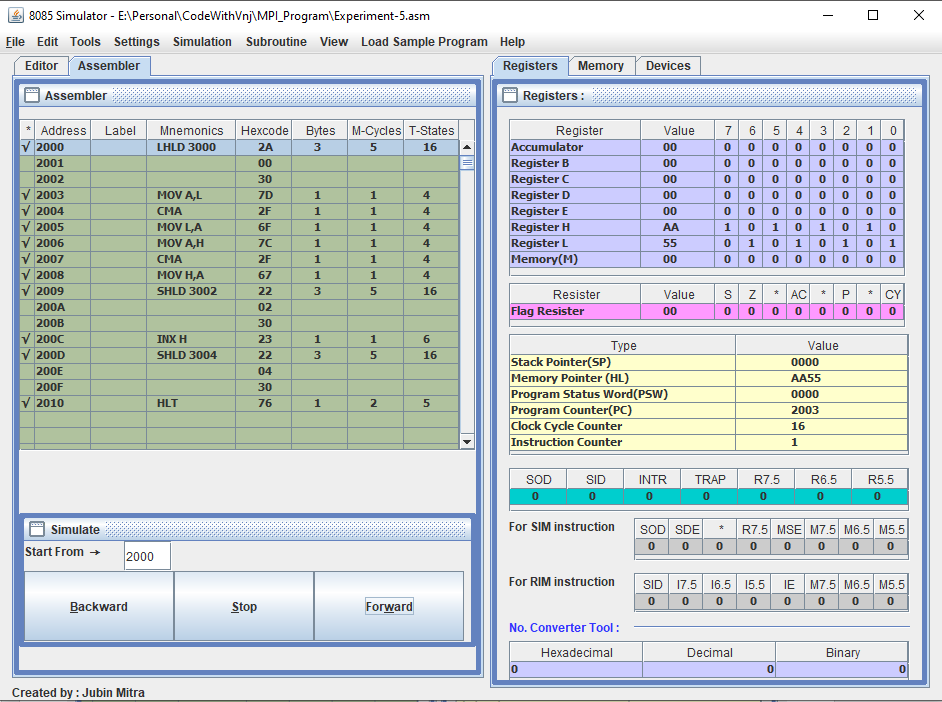 8085 Simulator - E:\Personal\CodeWithVnj\MPI_Program\Experiment-5.asm
File Edit Tools Settings Simulation Subroutine View Load Sample Program Help
Editor Assembler
Assembler
* Address Label Mnemonics Hexcode Bytes M-Cycles T-States
√ 2000 LHLD 3000 2A 3 5 16
2001 00
2002 30
√ 2003 MOV A,L 7D 1 1 4
√ 2004 CMA 2F 1 1 4
√ 2005 MOV L,A 6F 1 1 4
√ 2006 MOV A,H 7C 1 1 4
√ 2007 CMA 2F 1 1 4
√ 2008 MOV H,A 67 1 1 4
√ 2009 SHLD 3002 22 3 5 16
200A 02
200B 30
√ 200C INX H 23 1 1 6
√ 200D SHLD 3004 22 3 5 16
200E 04
200F 30
√ 2010 HLT 76 1 2 5
Simulate
Start From → 2000
Backward Stop Forward
Created by : Jubin Mitra
Registers Memory Devices
Registers :
Register Value 7 6 5 4 3 2 1 0
Accumulator 00 0 0 0 0 0 0 0 0
Register B 00 0 0 0 0 0 0 0 0
Register C 00 0 0 0 0 0 0 0 0
Register D 00 0 0 0 0 0 0 0 0
Register E 00 0 0 0 0 0 0 0 0
Register H AA 1 0 1 0 1 0 1 0
Register L 55 0 1 0 1 0 1 0 1
Memory(M) 00 0 0 0 0 0 0 0 0
Resister Value S Z * AC * P * CY
Flag Resister 00 0 0 0 0 0 0 0 0
Type Value
Stack Pointer(SP) 0000
Memory Pointer (HL) AA55
Program Status Word(PSW) 0000
Program Counter(PC) 2003
Clock Cycle Counter 16
Instruction Counter 1
SOD SID INTR TRAP R7.5 R6.5 R5.5
0 0 0 0 0 0 0
For SIM instruction
SOD SDE * R7.5 MSE M7.5 M6.5 M5.5
0 0 0 0 0 0 0 0
For RIM instruction
SID I7.5 I6.5 I5.5 IE M7.5 M6.5 M5.5
0 0 0 0 0 0 0 0
No. Converter Tool :
Hexadecimal Decimal Binary
0 0 0